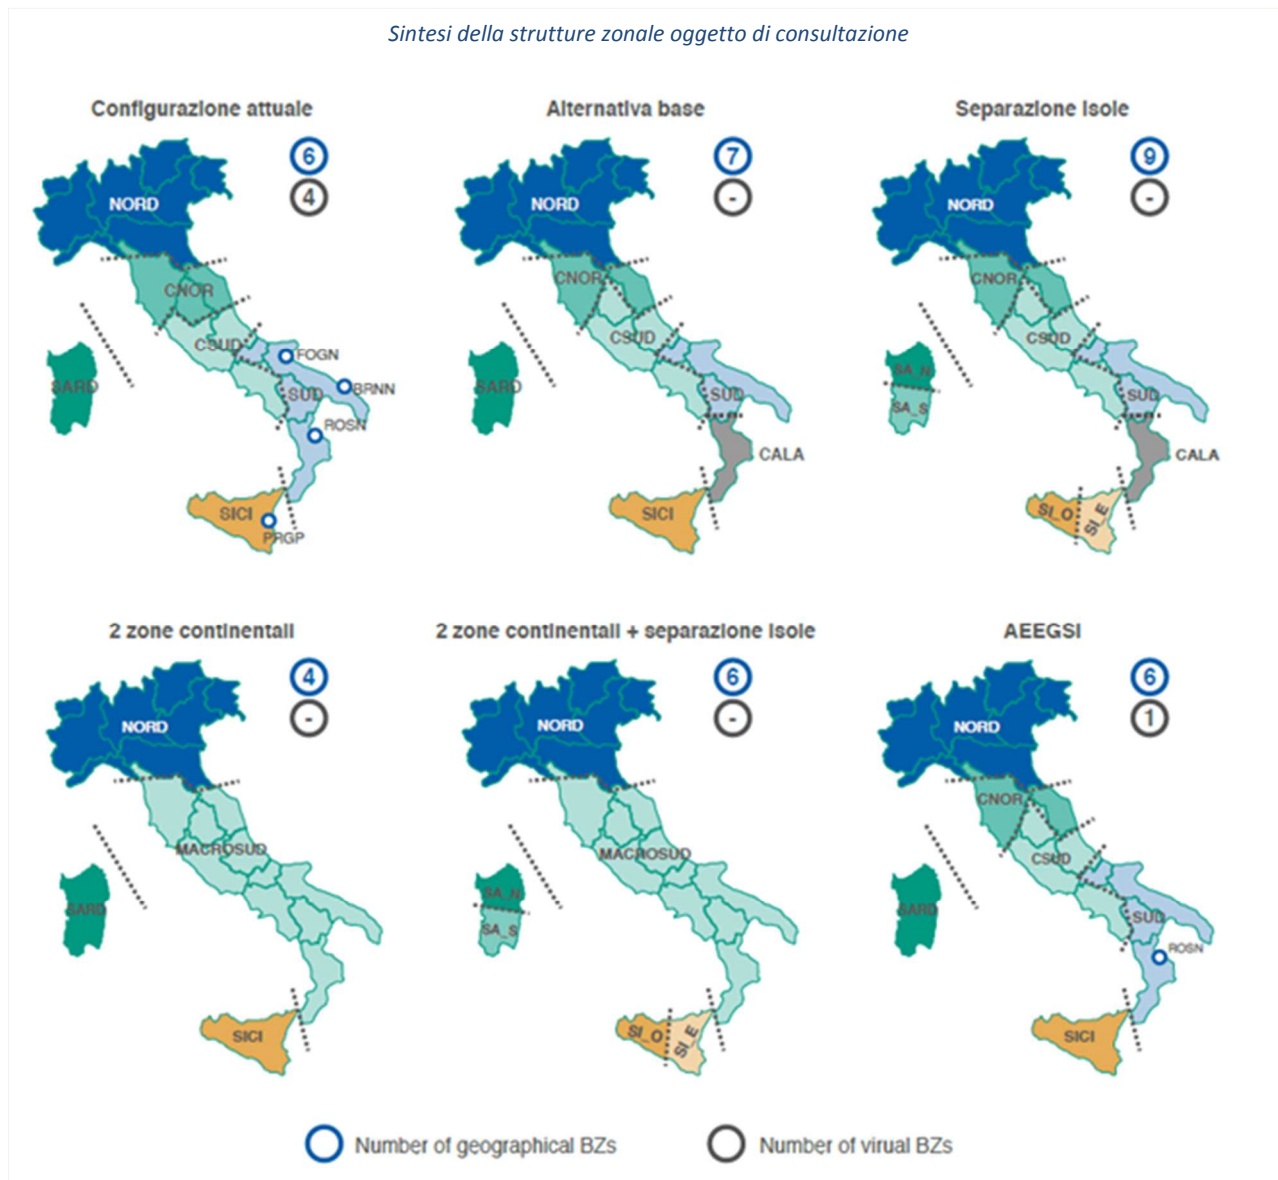 Sintesi della strutture zonale oggetto di consultazione
Configurazione attuale
6
4
NORD
CNOR
CSUD
FOGN
BRNN
SUD
ROSN
SARD
SICI
PRGP
Alternativa base
7
-
NORD
CNOR
CSUD
SUD
SARD
CALA
SICI
Separazione Isole
9
-
NORD
CNOR
CSUD
SA_N
SA_S
SUD
CALA
SI_O
SI_E
2 zone continentali
4
-
NORD
MACROSUD
SARD
SICI
2 zone continentali + separazione Isole
6
-
NORD
MACROSUD
SA_N
SA_S
SI_O
SI_E
AEEGSI
6
1
NORD
CNOR
CSUD
SARD
SUD
ROSN
SICI
Number of geographical BZs
Number of virual BZs